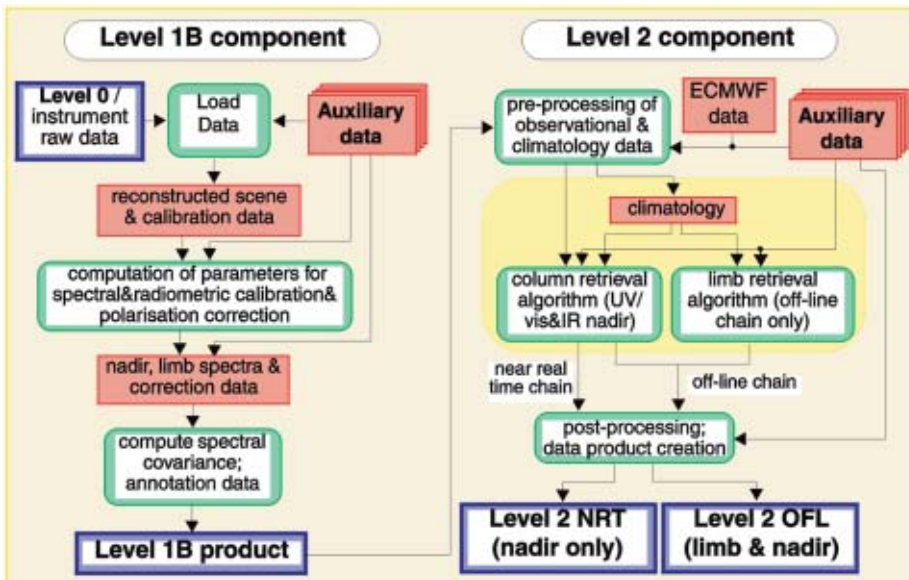 Level 1B component
Level 0 /
instrument
raw data
Load
Data
Auxiliary
data
reconstructed scene
& calibration data
computation of parameters for
spectral&radiometric calibration&
polarisation correction
nadir, limb spectra &
correction data
compute spectral
covariance;
annotation data
Level 1B product
Level 2 component
pre-processing of
observational &
climatology data
ECMWF
data
Auxiliary
data
climatology
column retrieval
algorithm (UV/
vis&IR nadir)
limb retrieval
algorithm (off-line
chain only)
near real
time chain
off-line chain
post-processing;
data product creation
Level 2 NRT
(nadir only)
Level 2 OFL
(limb & nadir)